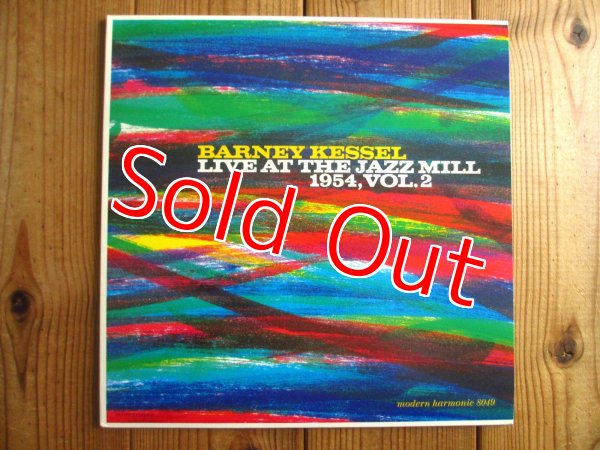 BARNEY KESSEL
LIVE AT THE JAZZ MILL
1954, VOL. 2
Sold Out
modern harmonic 8049